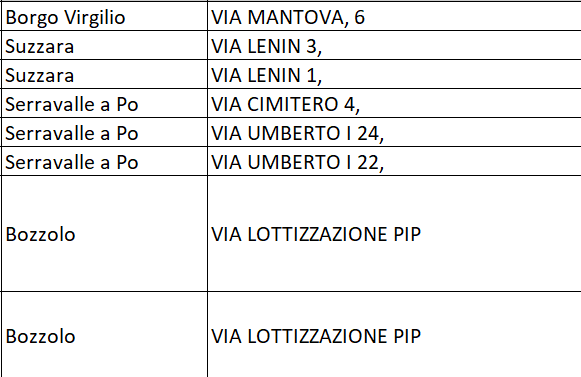 Borgo Virgilio VIA MANTOVA, 6
Suzzara VIA LENIN 3,
Suzzara VIA LENIN 1,
Serravalle a Po VIA CIMITERO 4,
Serravalle a Po VIA UMBERTO I 24,
Serravalle a Po VIA UMBERTO I 22,
Bozzolo VIA LOTTIZZAZIONE PIP
Bozzolo VIA LOTTIZZAZIONE PIP